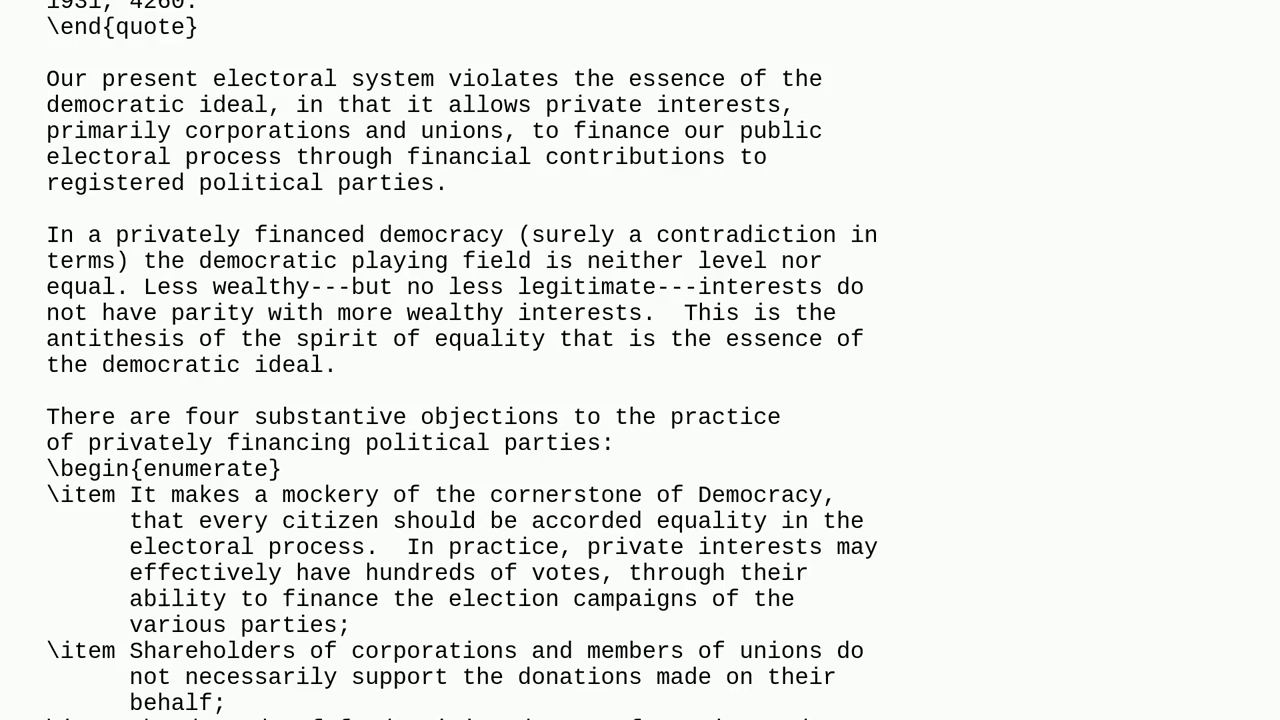 1931, 4260.
\end{quote}

Our present electoral system violates the essence of the
democratic ideal, in that it allows private interests,
primarily corporations and unions, to finance our public
electoral process through financial contributions to
registered political parties.

In a privately financed democracy (surely a contradiction in
terms) the democratic playing field is neither level nor
equal. Less wealthy---but no less legitimate---interests do
not have parity with more wealthy interests.  This is the
antithesis of the spirit of equality that is the essence of
the democratic ideal.

There are four substantive objections to the practice
of privately financing political parties:
\begin{enumerate}
\item It makes a mockery of the cornerstone of Democracy,
      that every citizen should be accorded equality in the
      electoral process.  In practice, private interests may
      effectively have hundreds of votes, through their
      ability to finance the election campaigns of the
      various parties;
\item Shareholders of corporations and members of unions do
      not necessarily support the donations made on their
      behalf;